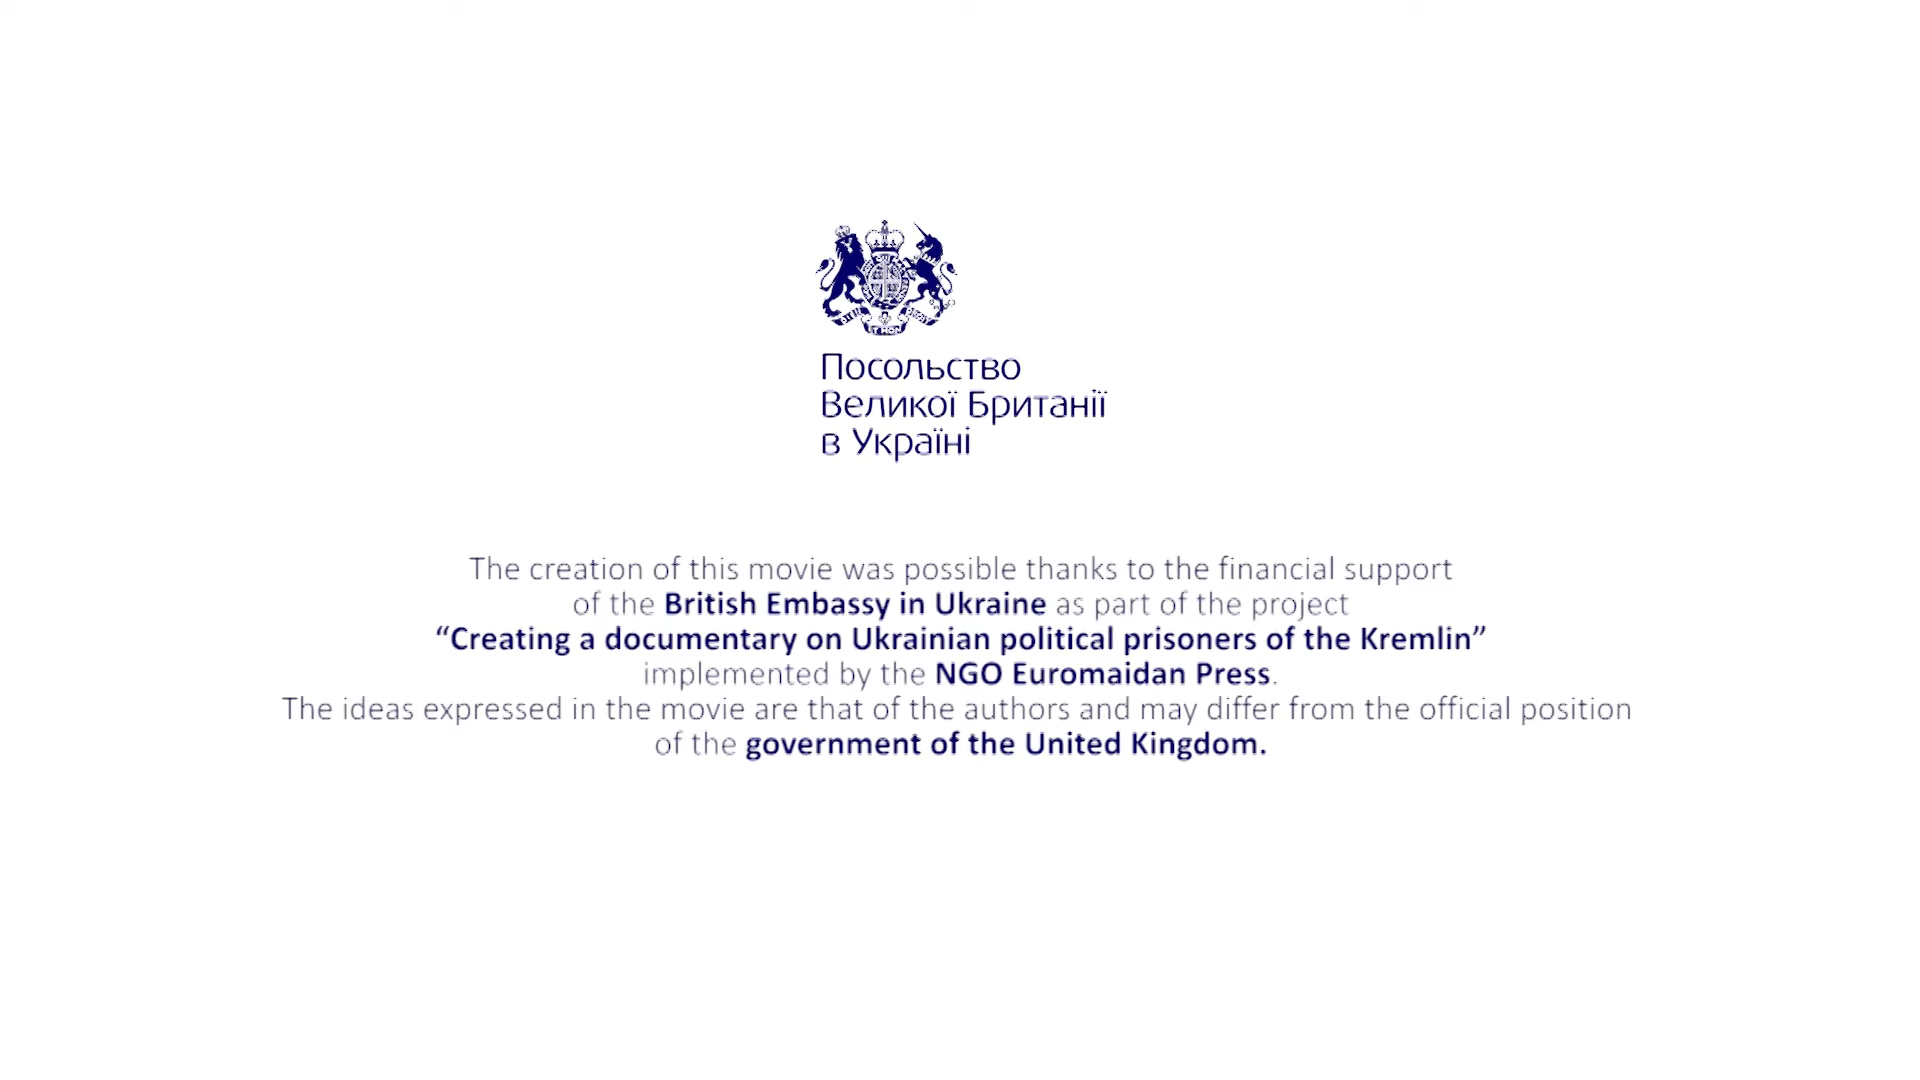 Посольство
Великої Британії
в Україні
The creation of this movie was possible thanks to the financial support
of the British Embassy in Ukraine as part of the project
“Creating a documentary on Ukrainian political prisoners of the Kremlin”
implemented by the NGO Euromaidan Press.
The ideas expressed in the movie are that of the authors and may differ from the official position
of the government of the United Kingdom.